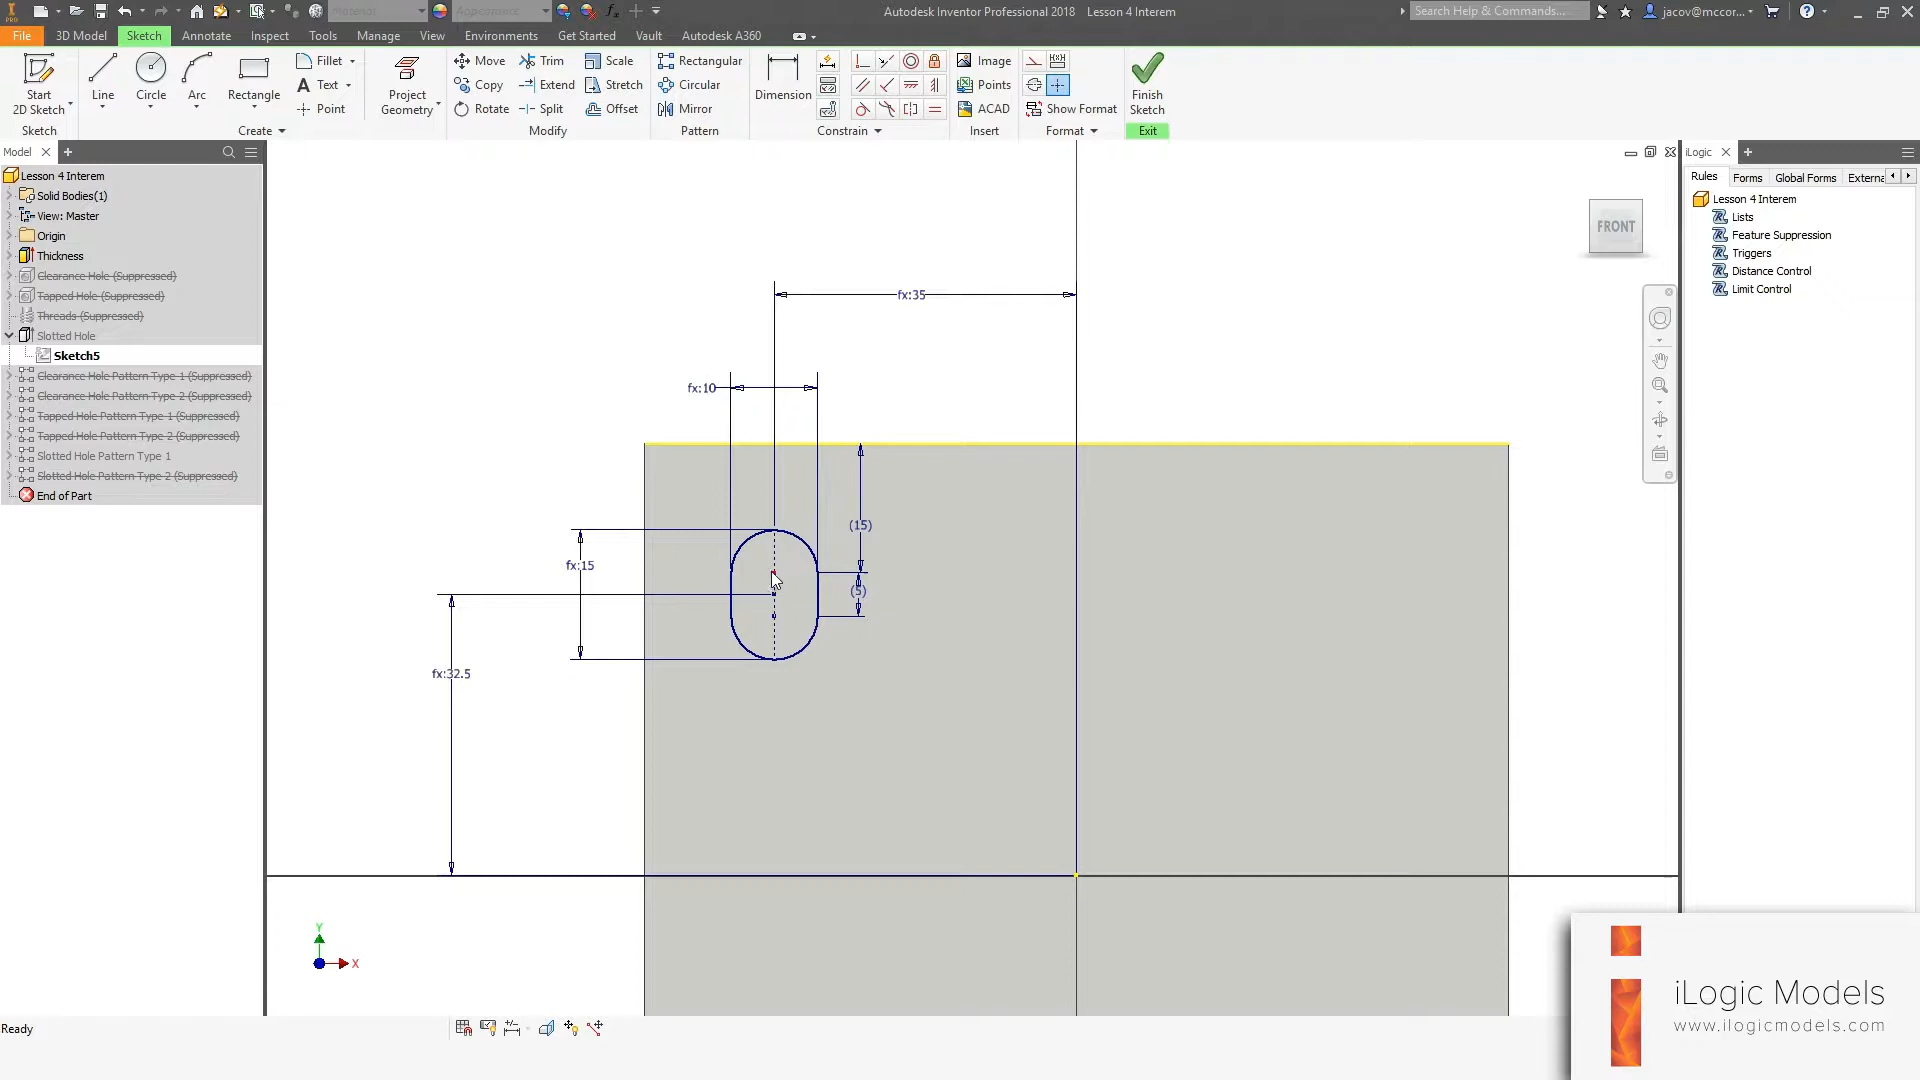 PRO
Material
Appearance
Autodesk Inventor Professional 2018 Lesson 4 Interem
Search Help & Commands...
jacov@mccor...
File 3D Model Sketch Annotate Inspect Tools Manage View Environments Get Started Vault Autodesk A360
Start
2D Sketch
Line
Circle
Arc
Rectangle
Fillet
Text
Point
Project
Geometry
Move
Copy
Rotate
Trim
Extend
Split
Scale
Stretch
Offset
Rectangular
Circular
Mirror
Dimension
Image
Points
ACAD
Show Format
Finish
Sketch
Sketch Create Modify Pattern Constrain Insert Format Exit
Model
Lesson 4 Interem
Solid Bodies(1)
View: Master
Origin
Thickness
Clearance Hole (Suppressed)
Tapped Hole (Suppressed)
Threads (Suppressed)
Slotted Hole
Sketch5
Clearance Hole Pattern Type 1 (Suppressed)
Clearance Hole Pattern Type 2 (Suppressed)
Tapped Hole Pattern Type 1 (Suppressed)
Tapped Hole Pattern Type 2 (Suppressed)
Slotted Hole Pattern Type 1
Slotted Hole Pattern Type 2 (Suppressed)
End of Part
fx:35
fx:10
(15)
fx:15
(5)
fx:32.5
Y
X
FRONT
iLogic
Rules Forms Global Forms Externa
Lesson 4 Interem
Lists
Feature Suppression
Triggers
Distance Control
Limit Control
iLogic Models
www.ilogicmodels.com
Ready